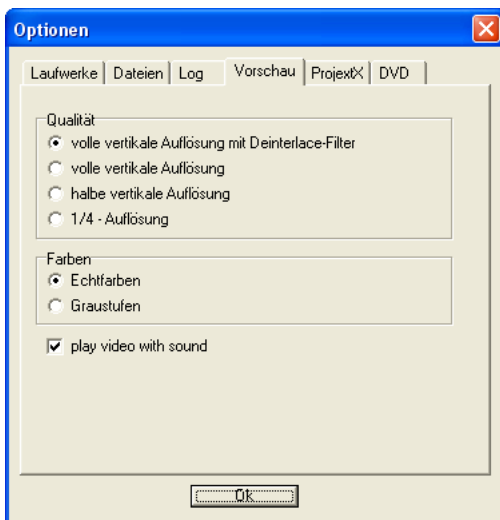 Optionen
Laufwerke Dateien Log Vorschau ProjektX DVD
Qualität
volle vertikale Auflösung mit Deinterlace-Filter
volle vertikale Auflösung
halbe vertikale Auflösung
1/4 - Auflösung
Farben
Echtfarben
Graustufen
play video with sound
Ok